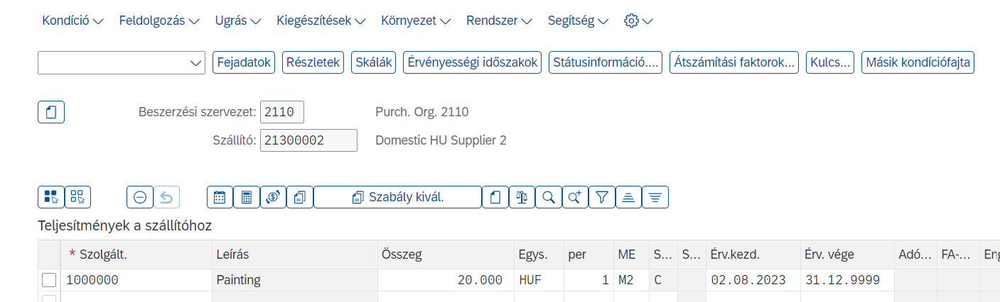 Kondíció Feldolgozás Ugrás Kiegészítések Környezet Rendszer Segítség
Fejadatok Részletek Skálák Érvényességi időszakok Státusinformáció.... Átszámítási faktorok... Kulcs... Másik kondíciófajta
Beszerzési szervezet: 2110 Purch. Org. 2110
Szállító: 21300002 Domestic HU Supplier 2
Szabály kivál.
Teljesítmények a szállítóhoz
* Szolgált. Leírás Összeg Egys. per ME S... S... Érv.kezd. Érv. vége Adó... FA-... Eng
1000000 Painting 20.000 HUF 1 M2 C 02.08.2023 31.12.9999